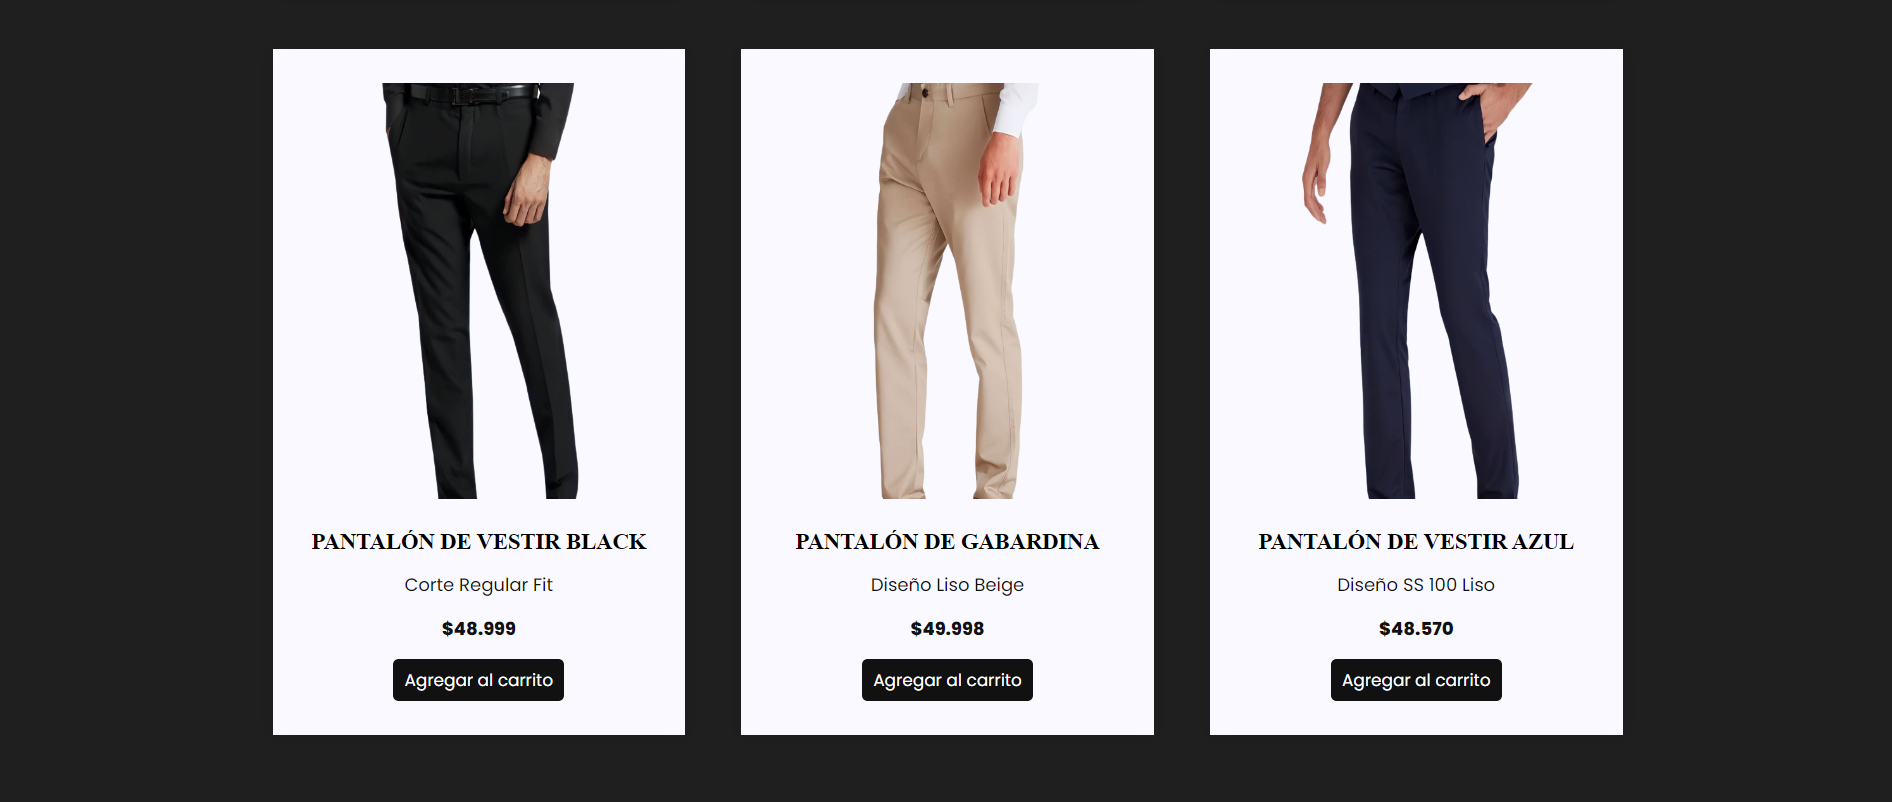 PANTALÓN DE VESTIR BLACK
Corte Regular Fit
$48.999
Agregar al carrito
PANTALÓN DE GABARDINA
Diseño Liso Beige
$49.998
Agregar al carrito
PANTALÓN DE VESTIR AZUL
Diseño SS 100 Liso
$48.570
Agregar al carrito